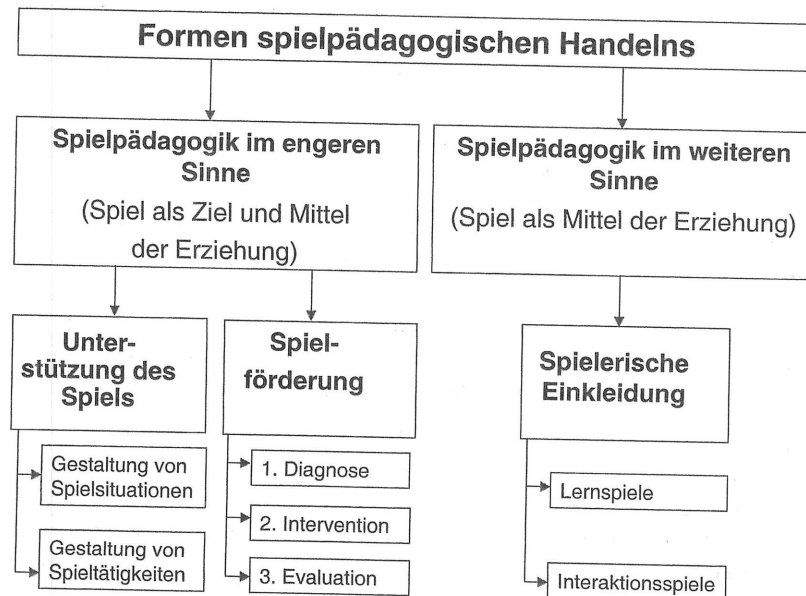 Formen spielpädagogischen Handelns
Spielpädagogik im engeren
Sinne
(Spiel als Ziel und Mittel
der Erziehung)
Spielpädagogik im weiteren
Sinne
(Spiel als Mittel der Erziehung)
Unter-
stützung des
Spiels
Gestaltung von
Spielsituationen
Gestaltung von
Spieltätigkeiten
Spiel-
förderung
1. Diagnose
2. Intervention
3. Evaluation
Spielerische
Einkleidung
Lernspiele
Interaktionsspiele